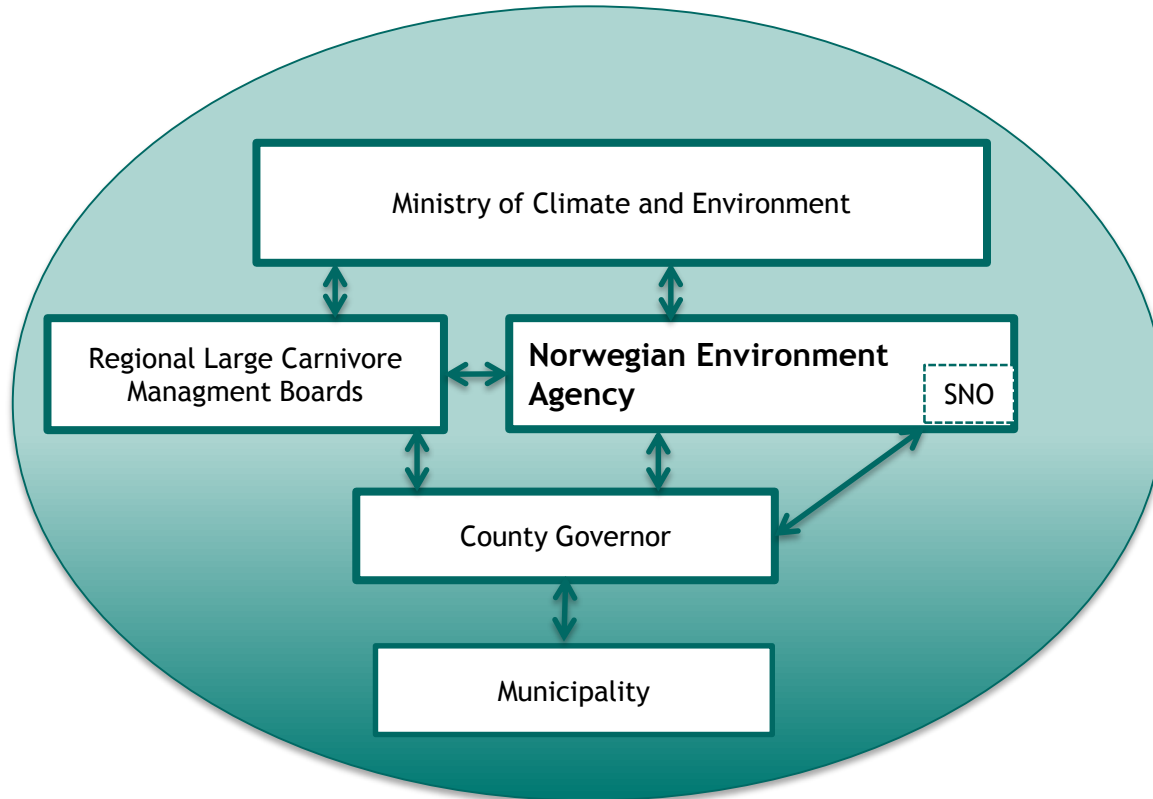 Ministry of Climate and Environment
Regional Large Carnivore
Managment Boards
Norwegian Environment
Agency
SNO
County Governor
Municipality